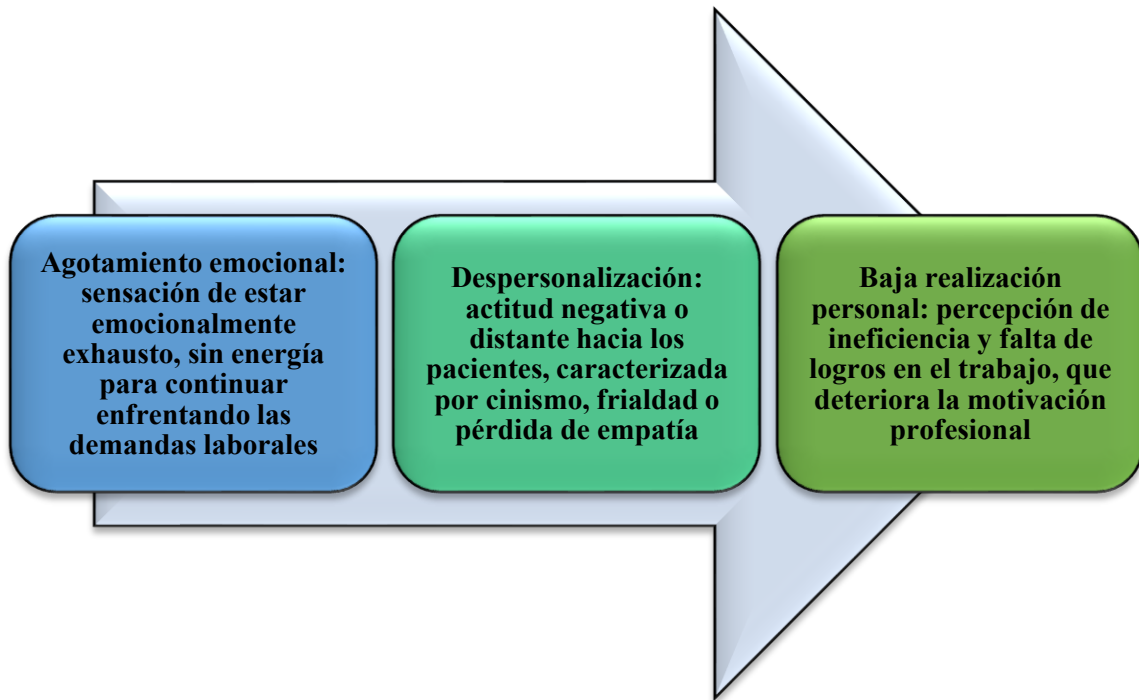 Agotamiento emocional:
sensación de estar
emocionalmente
exhausto, sin energía
para continuar
enfrentando las
demandas laborales
Despersonalización:
actitud negativa o
distante hacia los
pacientes, caracterizada
por cinismo, frialdad o
pérdida de empatía
Baja realización
personal: percepción de
ineficiencia y falta de
logros en el trabajo, que
deteriora la motivación
profesional